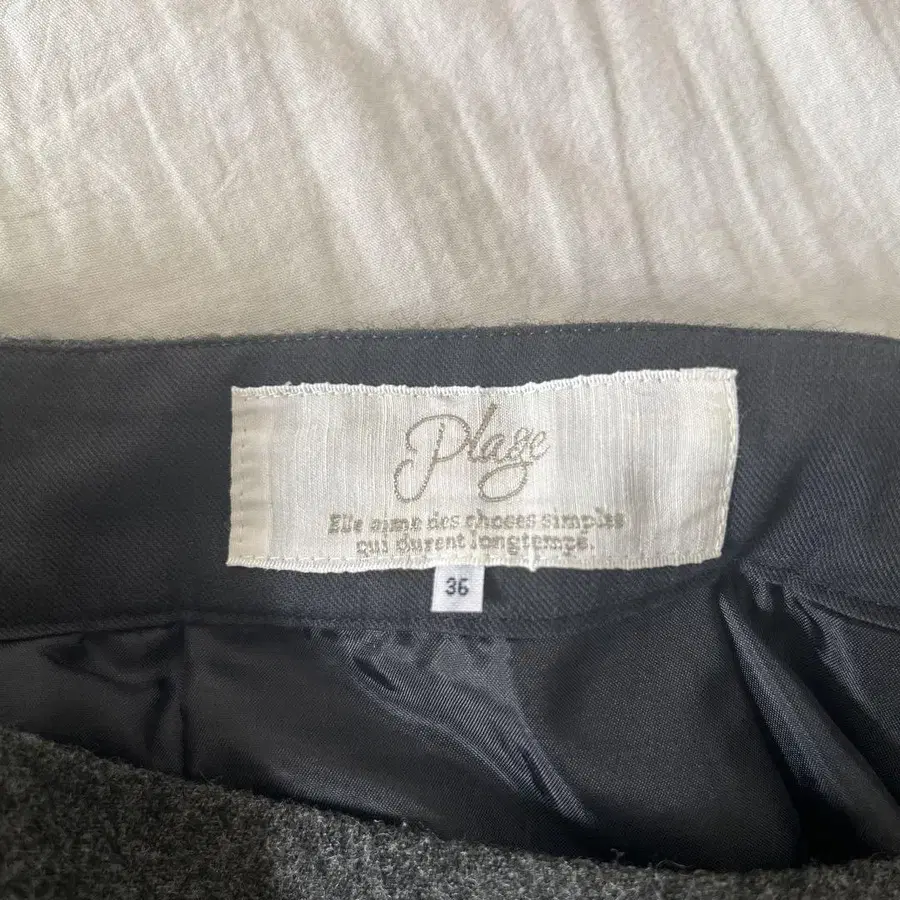 Plage
Elle aime des choses simples
qui durent longtemps.
36